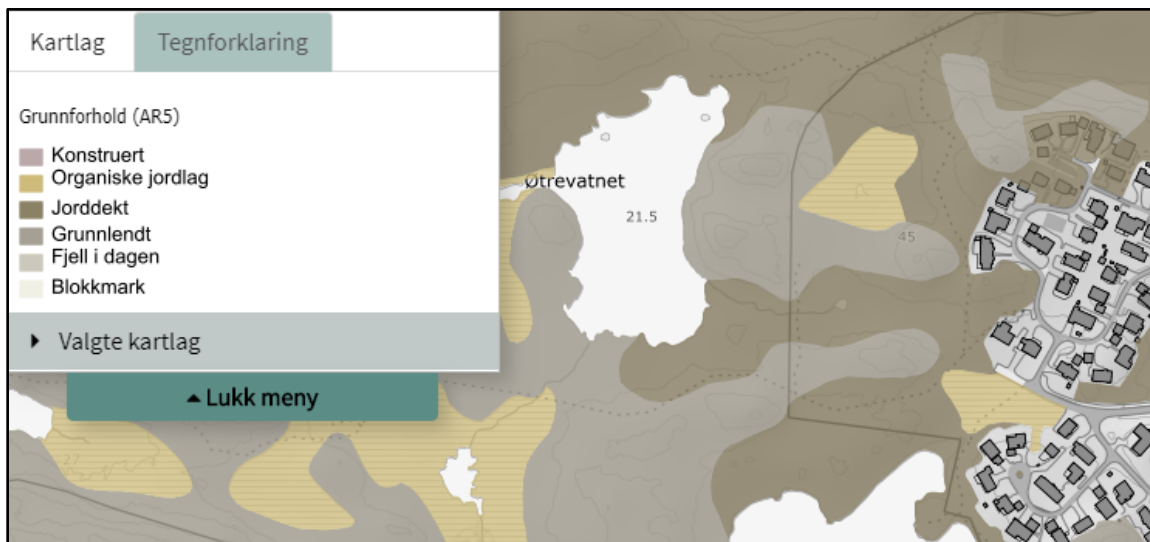 Kartlag Tegnforklaring
Grunnforhold (AR5)
Konstruert
Organiske jordlag
Jorddekt
Grunnlendt
Fjell i dagen
Blokkmark
Valgte kartlag
Lukk meny
Øtrevatnet
21.5
45
27